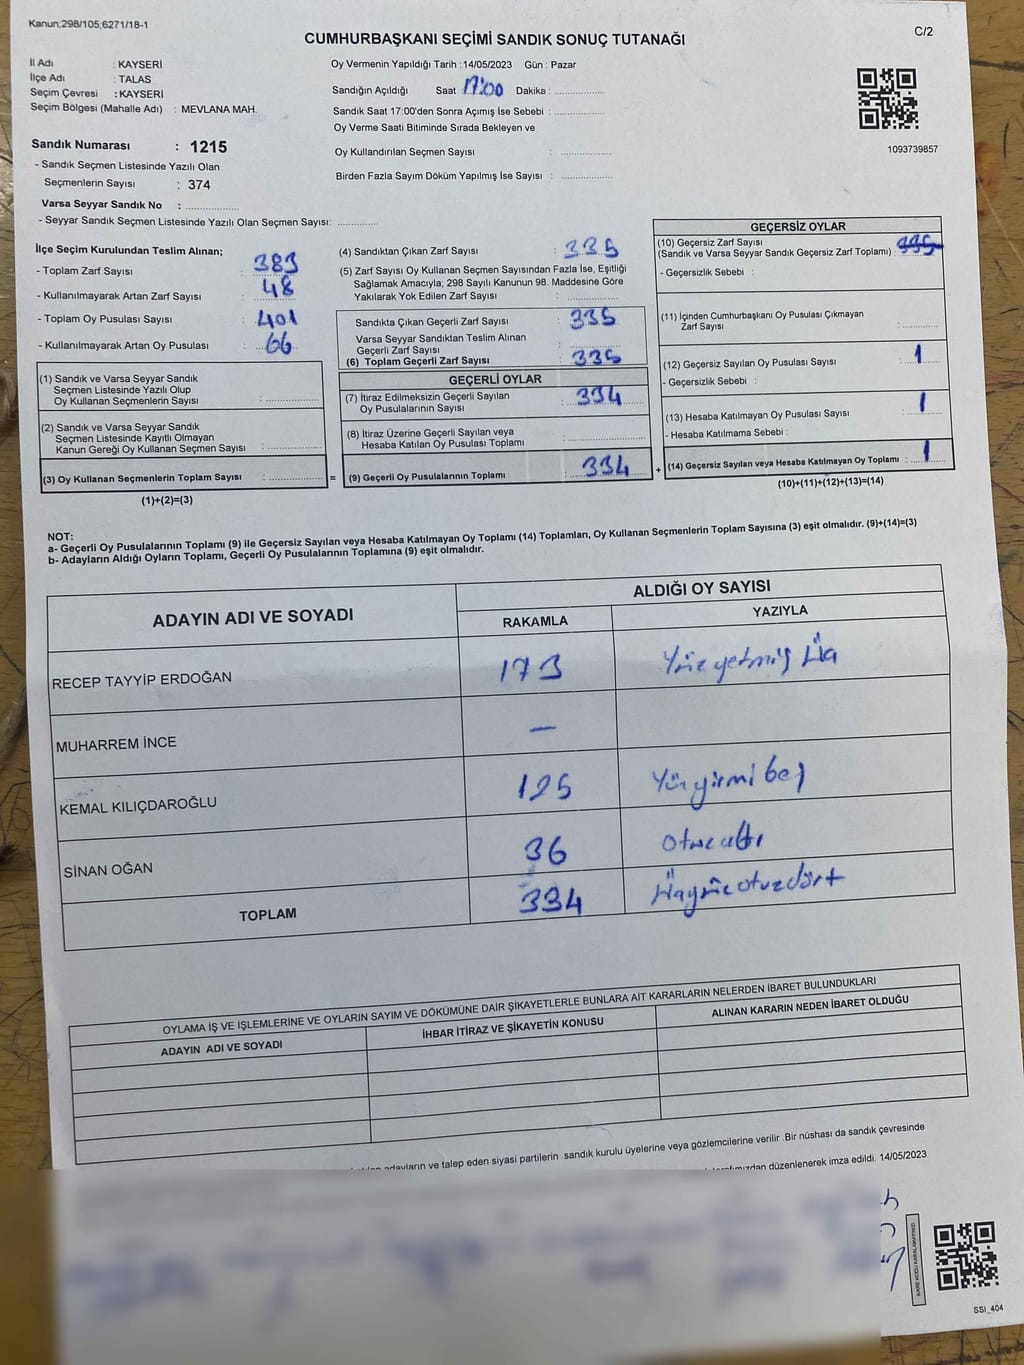 Kanun;298/105;6271/18-1
C/2
CUMHURBAŞKANI SEÇİMİ SANDIK SONUÇ TUTANAĞI
İl Adı : KAYSERİ
İlçe Adı : TALAS
Seçim Çevresi : KAYSERİ
Seçim Bölgesi (Mahalle Adı) : MEVLANA MAH.
Sandık Numarası : 1215
- Sandık Seçmen Listesinde Yazılı Olan
Seçmenlerin Sayısı : 374
Varsa Seyyar Sandık No :
- Seyyar Sandık Seçmen Listesinde Yazılı Olan Seçmen Sayısı:
Oy Vermenin Yapıldığı Tarih : 14/05/2023 Gün : Pazar
Sandığın Açıldığı Saat 17:00 Dakika :
Sandık Saat 17:00'den Sonra Açımış İse Sebebi :
Oy Verme Saati Bitiminde Sırada Bekleyen ve
Oy Kullandırılan Seçmen Sayısı :
Birden Fazla Sayım Döküm Yapılmış İse Sayısı :
1093739857
İlçe Seçim Kurulundan Teslim Alınan;
- Toplam Zarf Sayısı : 383
- Kullanılmayarak Artan Zarf Sayısı : 48
- Toplam Oy Pusulası Sayısı : 401
- Kullanılmayarak Artan Oy Pusulası : 66
(1) Sandık ve Varsa Seyyar Sandık
Seçmen Listesinde Yazılı Olup
Oy Kullanan Seçmenlerin Sayısı :
(2) Sandık ve Varsa Seyyar Sandık
Seçmen Listesinde Kayıtlı Olmayan
Kanun Gereği Oy Kullanan Seçmen Sayısı :
(3) Oy Kullanan Seçmenlerin Toplam Sayısı :
(1)+(2)=(3)
=
(4) Sandıktan Çıkan Zarf Sayısı : 335
(5) Zarf Sayısı Oy Kullanan Seçmen Sayısından Fazla İse, Eşitliği
Sağlamak Amacıyla; 298 Sayılı Kanunun 98. Maddesine Göre
Yakılarak Yok Edilen Zarf Sayısı :
Sandıkta Çıkan Geçerli Zarf Sayısı : 335
Varsa Seyyar Sandıktan Teslim Alınan
Geçerli Zarf Sayısı :
(6) Toplam Geçerli Zarf Sayısı : 335
GEÇERLİ OYLAR
(7) İtiraz Edilmeksizin Geçerli Sayılan
Oy Pusulalarının Sayısı : 334
(8) İtiraz Üzerine Geçerli Sayılan veya
Hesaba Katılan Oy Pusulası Toplamı :
(9) Geçerli Oy Pusulalarının Toplamı : 334
+
GEÇERSİZ OYLAR
(10) Geçersiz Zarf Sayısı
(Sandık ve Varsa Seyyar Sandık Geçersiz Zarf Toplamı) : 335
- Geçersizlik Sebebi :
(11) İçinden Cumhurbaşkanı Oy Pusulası Çıkmayan
Zarf Sayısı :
(12) Geçersiz Sayılan Oy Pusulası Sayısı : 1
- Geçersizlik Sebebi :
(13) Hesaba Katılmayan Oy Pusulası Sayısı : 1
- Hesaba Katılmama Sebebi :
(14) Geçersiz Sayılan veya Hesaba Katılmayan Oy Toplamı : 1
(10)+(11)+(12)+(13)=(14)
NOT:
a- Geçerli Oy Pusulalarının Toplamı (9) ile Geçersiz Sayılan veya Hesaba Katılmayan Oy Toplamı (14) Toplamları, Oy Kullanan Seçmenlerin Toplam Sayısına (3) eşit olmalıdır. (9)+(14)=(3)
b- Adayların Aldığı Oyların Toplamı, Geçerli Oy Pusulalarının Toplamına (9) eşit olmalıdır.
ADAYIN ADI VE SOYADI
ALDIĞI OY SAYISI
RAKAMLA YAZIYLA
RECEP TAYYİP ERDOĞAN 173 Yüzyetmiş Üç
MUHARREM İNCE —
KEMAL KILIÇDAROĞLU 125 Yüzyirmi beş
SİNAN OĞAN 36 Otuzaltı
TOPLAM 334 Üçyüzotuzdört
OYLAMA İŞ VE İŞLEMLERİNE VE OYLARIN SAYIM VE DÖKÜMÜNE DAİR ŞİKAYETLERLE BUNLARA AİT KARARLARIN NELERDEN İBARET BULUNDUKLARI
ADAYIN ADI VE SOYADI İHBAR İTİRAZ VE ŞİKAYETİN KONUSU ALINAN KARARIN NEDEN İBARET OLDUĞU
adayların ve talep eden siyasi partilerin sandık kurulu üyelerine veya gözlemcilerine verilir .Bir nüshası da sandık çevresinde
düzenlenerek imza edildi. 14/05/2023
KARE KODU KARALAMAYINIZ!
SSI_404